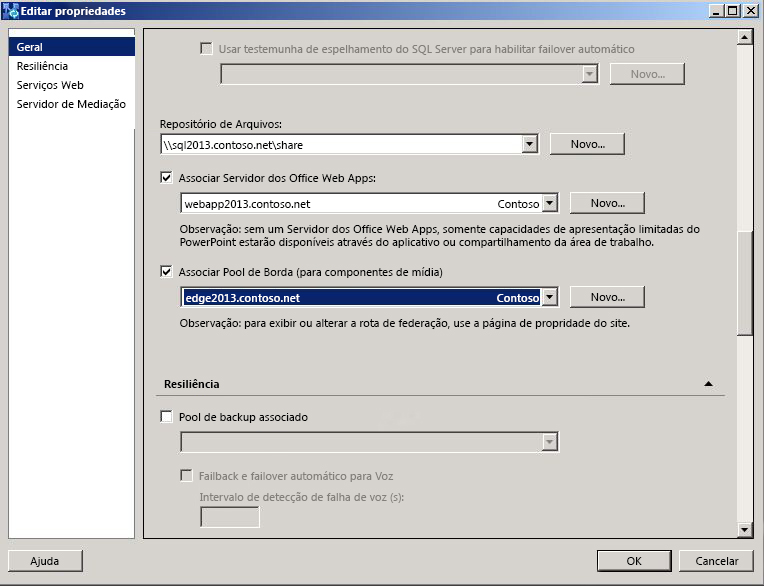 Editar propriedades
Geral
Resiliência
Serviços Web
Servidor de Mediação
Usar testemunha de espelhamento do SQL Server para habilitar failover automático
Novo...
Repositório de Arquivos:
\\sql2013.contoso.net\share
Novo...
Associar Servidor dos Office Web Apps:
webapp2013.contoso.net Contoso
Novo...
Observação: sem um Servidor dos Office Web Apps, somente capacidades de apresentação limitadas do
PowerPoint estarão disponíveis através do aplicativo ou compartilhamento da área de trabalho.
Associar Pool de Borda (para componentes de mídia)
edge2013.contoso.net Contoso
Novo...
Observação: para exibir ou alterar a rota de federação, use a página de propridade do site.
Resiliência
Pool de backup associado
Failback e failover automático para Voz
Intervalo de detecção de falha de voz (s):
Ajuda
OK
Cancelar